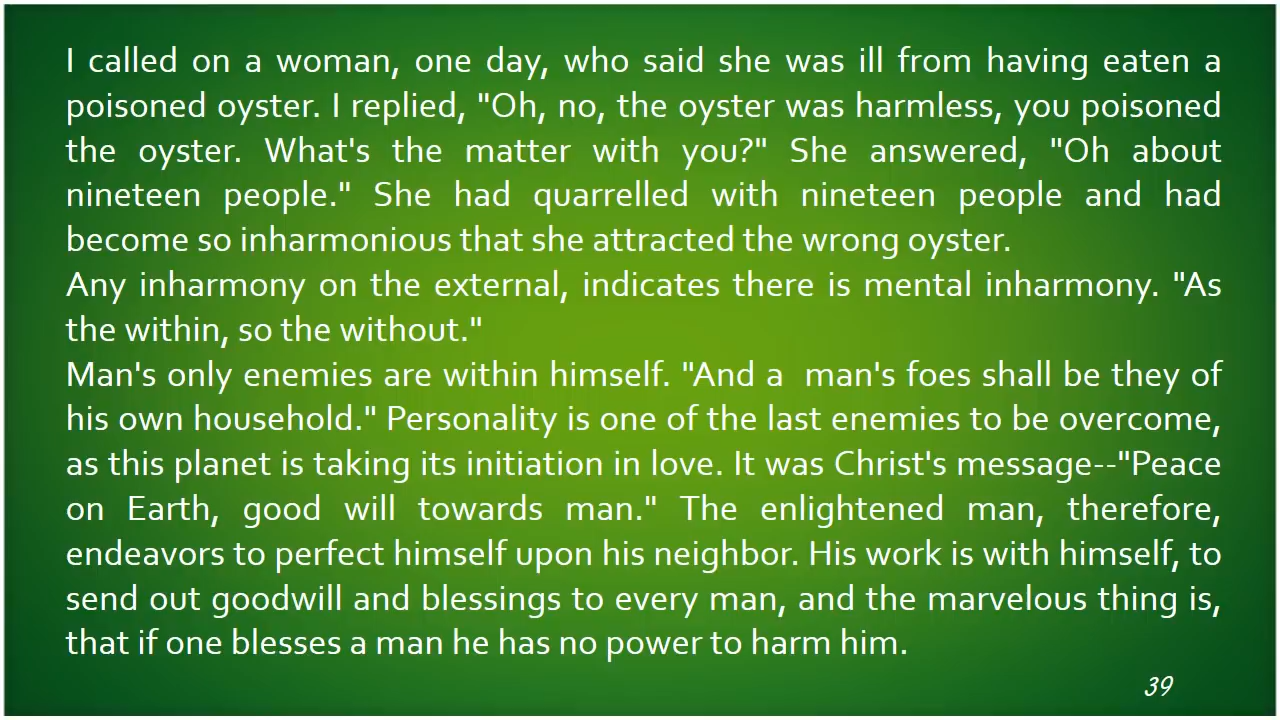 I called on a woman, one day, who said she was ill from having eaten a
poisoned oyster. I replied, "Oh, no, the oyster was harmless, you poisoned
the oyster. What's the matter with you?" She answered, "Oh about
nineteen people." She had quarrelled with nineteen people and had
become so inharmonious that she attracted the wrong oyster.
Any inharmony on the external, indicates there is mental inharmony. "As
the within, so the without."
Man's only enemies are within himself. "And a  man's foes shall be they of
his own household." Personality is one of the last enemies to be overcome,
as this planet is taking its initiation in love. It was Christ's message--"Peace
on Earth, good will towards man." The enlightened man, therefore,
endeavors to perfect himself upon his neighbor. His work is with himself, to
send out goodwill and blessings to every man, and the marvelous thing is,
that if one blesses a man he has no power to harm him.
39